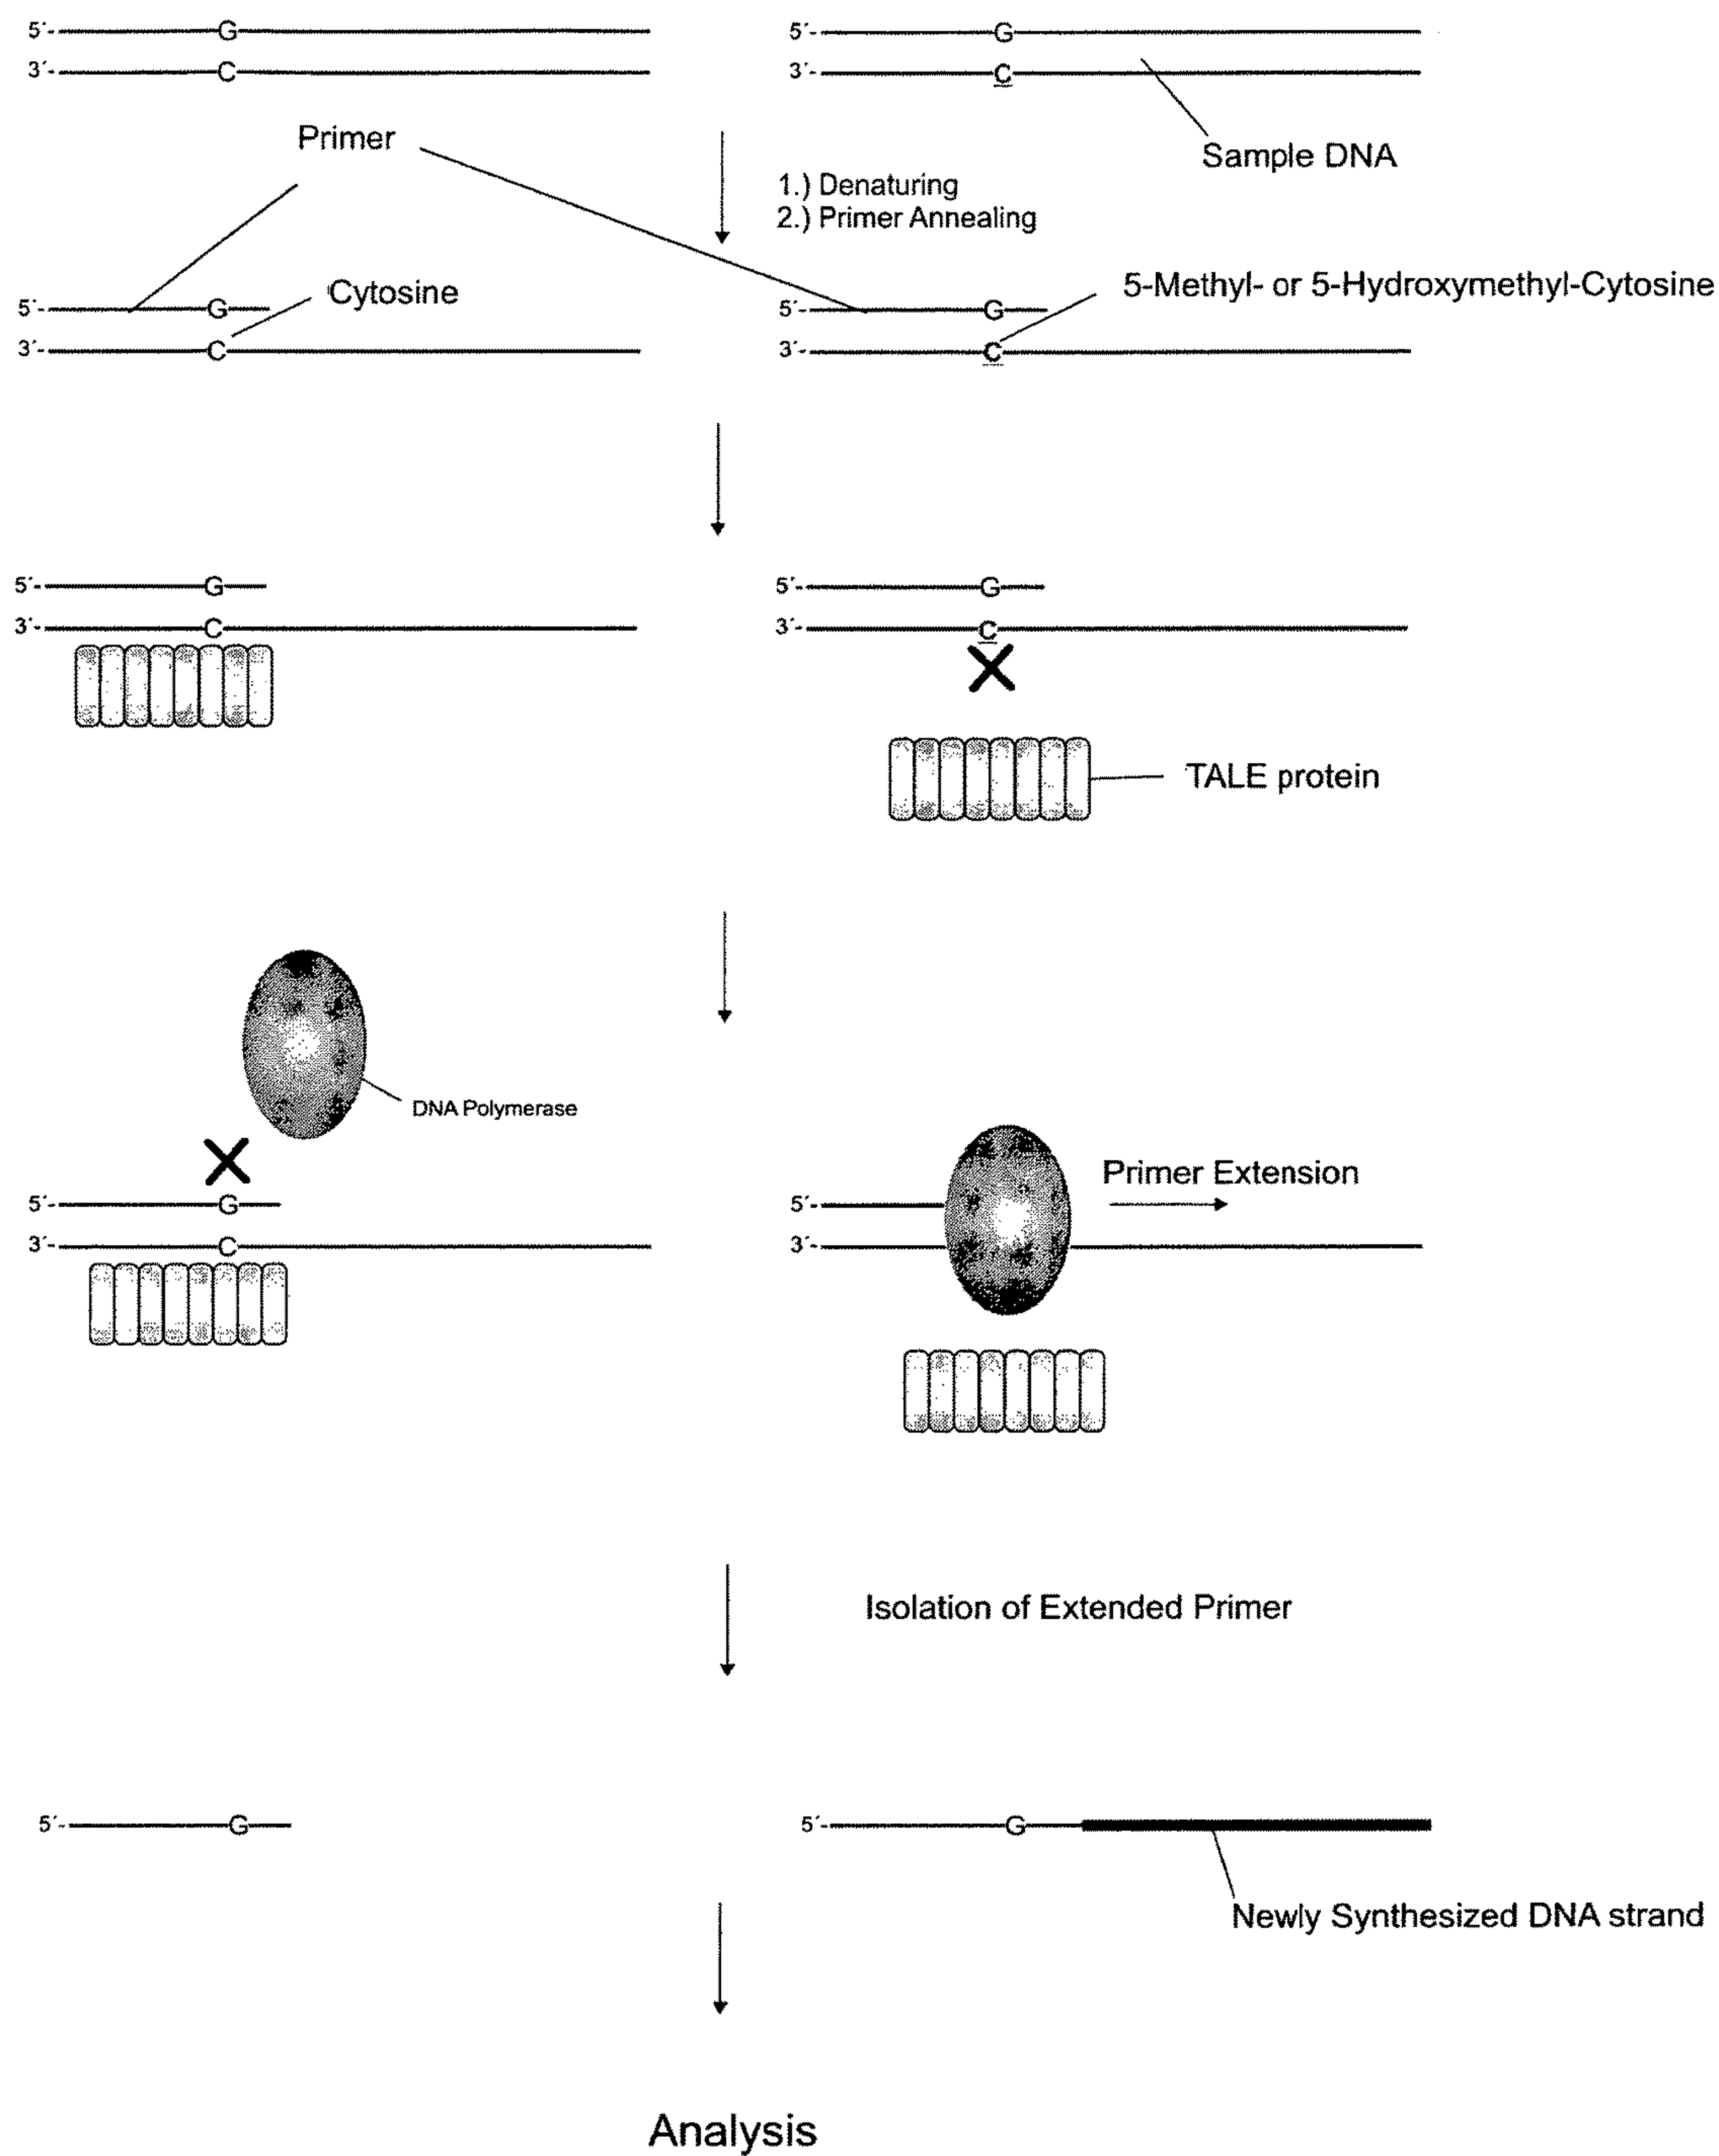 5´- G
5´- G
3´- C
3´- C
Primer
Sample DNA
1.) Denaturing
2.) Primer Annealing
Cytosine
5-Methyl- or 5-Hydroxymethyl-Cytosine
5´- G
5´- G
3´- C
3´- C
5´- G
5´- G
3´- C
3´- C
TALE protein
DNA Polymerase
Primer Extension
5´- G
5´-
3´- C
3´-
Isolation of Extended Primer
5´- G
5´- G
Newly Synthesized DNA strand
Analysis